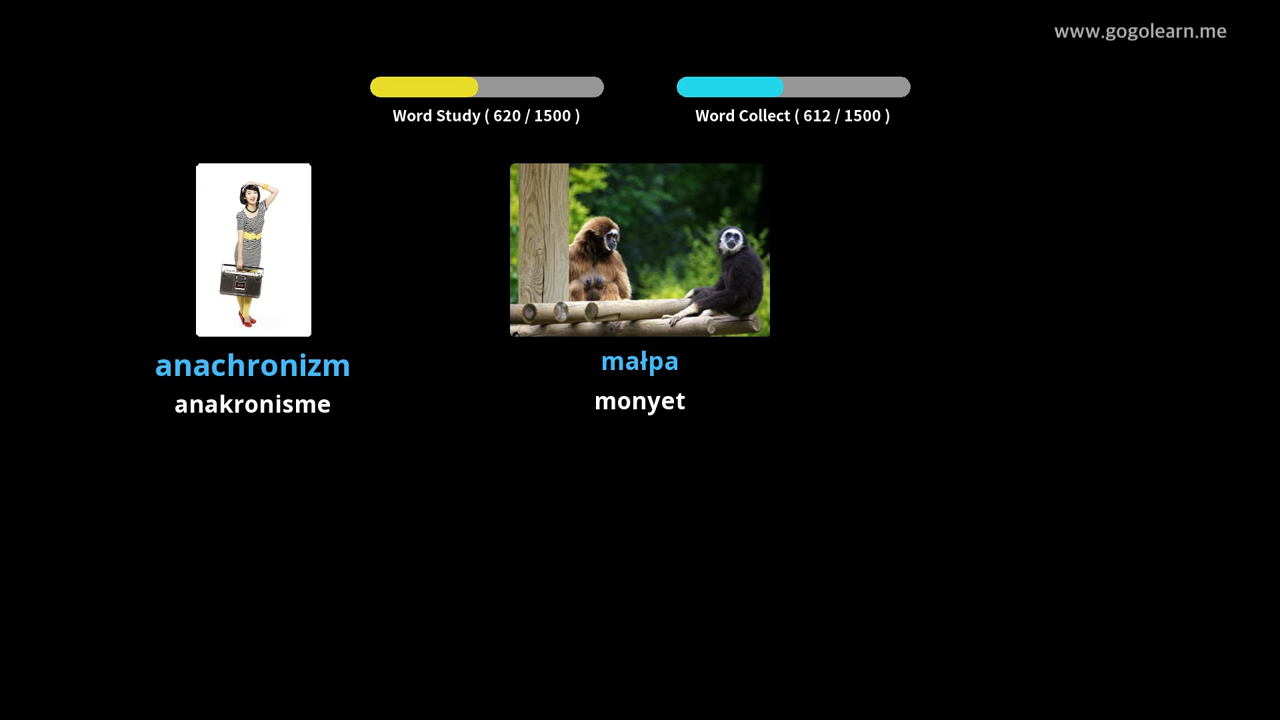 www.gogolearn.me
Word Study ( 620 / 1500 )
Word Collect ( 612 / 1500 )
anachronizm
anakronisme
małpa
monyet